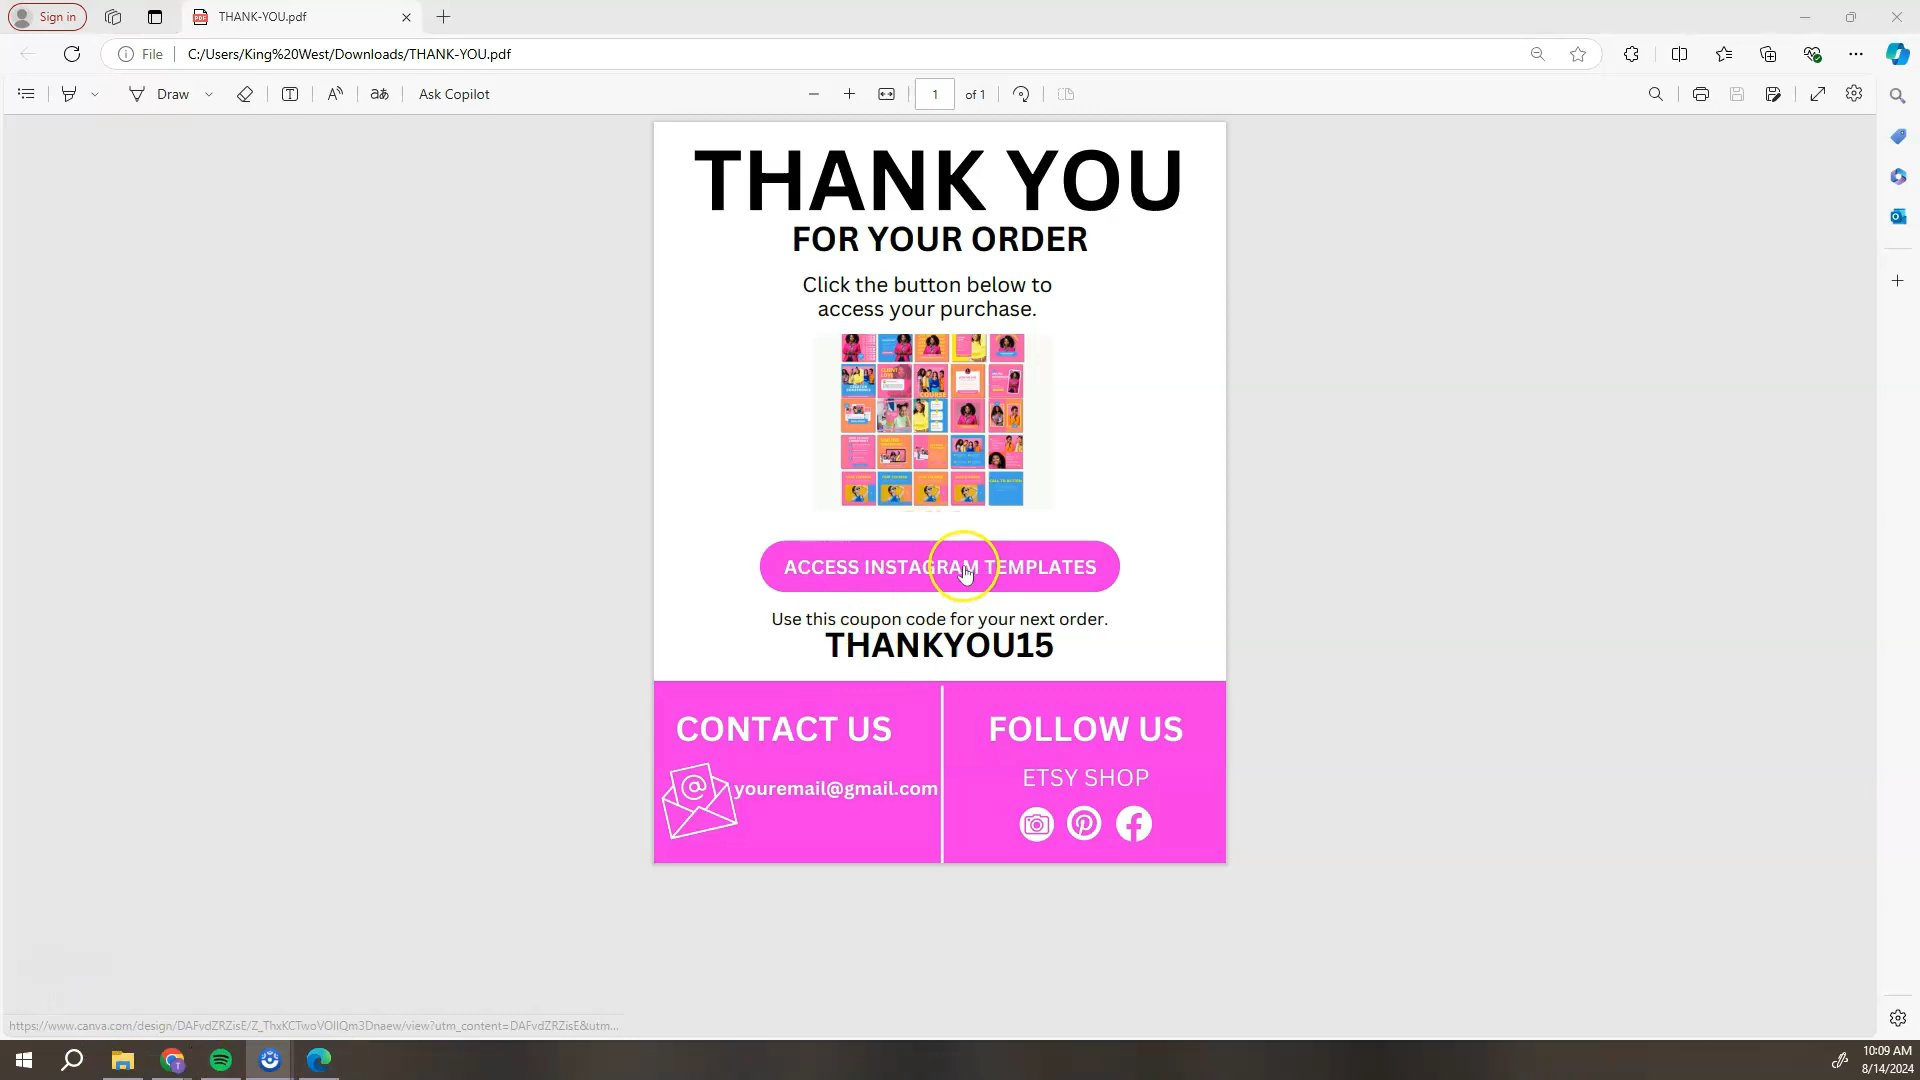 Sign in
THANK-YOU.pdf
File
C:/Users/King%20West/Downloads/THANK-YOU.pdf
Draw
Ask Copilot
1
of 1
THANK YOU
FOR YOUR ORDER
Click the button below to
access your purchase.
ACCESS INSTAGRAM TEMPLATES
Use this coupon code for your next order.
THANKYOU15
CONTACT US
youremail@gmail.com
FOLLOW US
ETSY SHOP
https://www.canva.com/design/DAFvdZRZisE/Z_ThxKCTwoVOIlQm3Dnaew/view?utm_content=DAFvdZRZisE&utm...
10:09 AM
8/14/2024